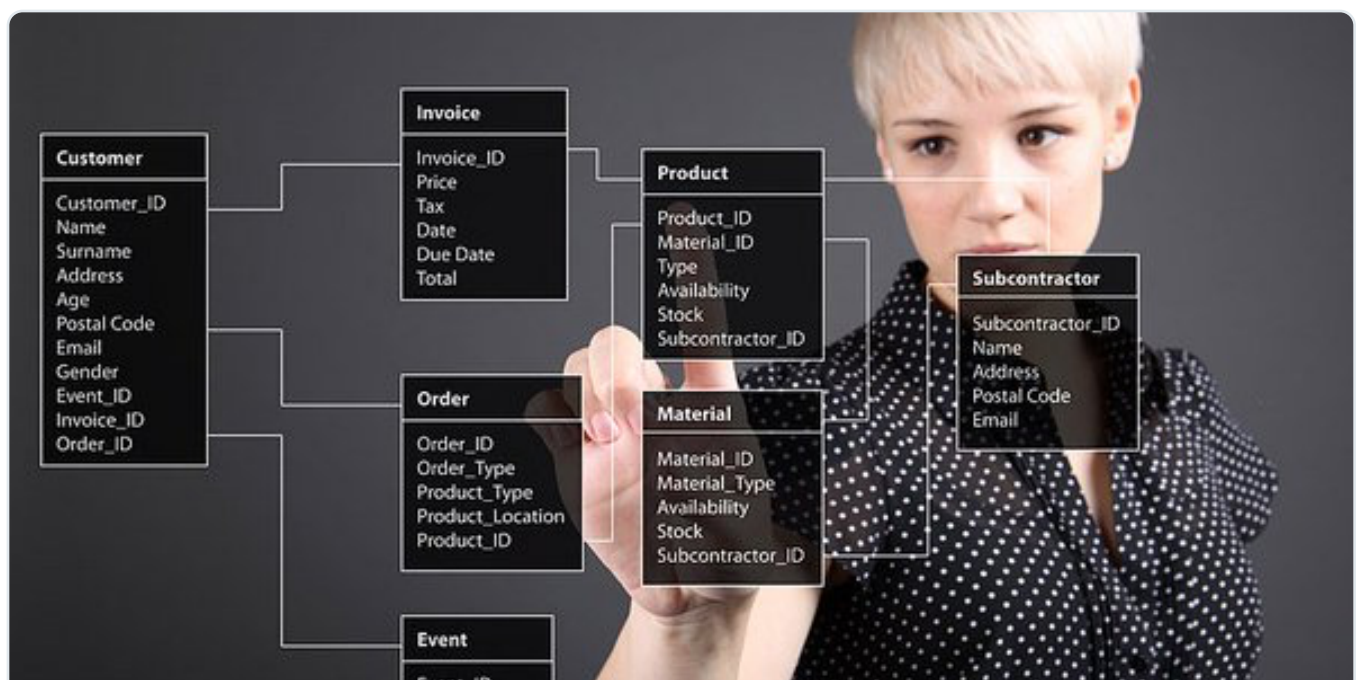 Customer
Customer_ID
Name
Surname
Address
Age
Postal Code
Email
Gender
Event_ID
Invoice_ID
Order_ID
Invoice
Invoice_ID
Price
Tax
Date
Due Date
Total
Order
Order_ID
Order_Type
Product_Type
Product_Location
Product_ID
Event
Event_ID
Product
Product_ID
Material_ID
Type
Availability
Stock
Subcontractor_ID
Material
Material_ID
Material_Type
Availability
Stock
Subcontractor_ID
Subcontractor
Subcontractor_ID
Name
Address
Postal Code
Email